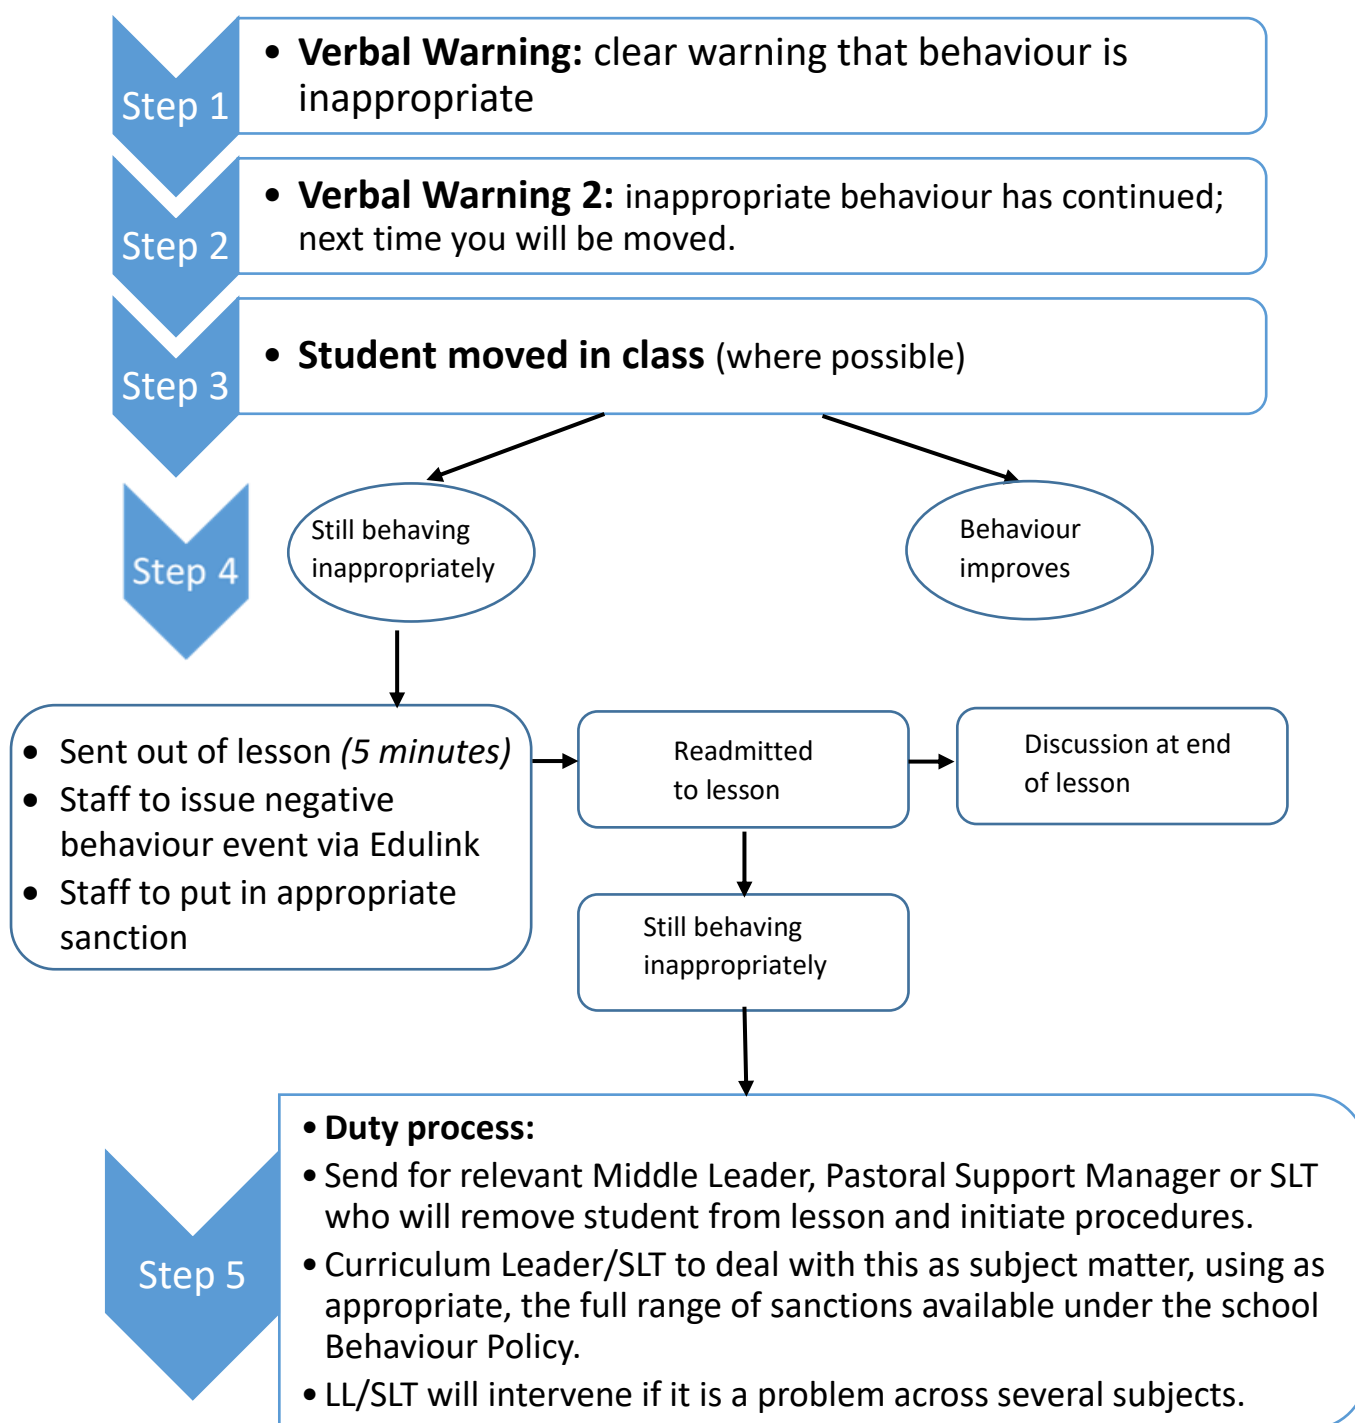 Step 1
• Verbal Warning: clear warning that behaviour is
inappropriate
Step 2
• Verbal Warning 2: inappropriate behaviour has continued;
next time you will be moved.
Step 3
• Student moved in class (where possible)
Step 4
Still behaving
inappropriately
Behaviour
improves
• Sent out of lesson (5 minutes)
• Staff to issue negative
behaviour event via Edulink
• Staff to put in appropriate
sanction
Readmitted
to lesson
Discussion at end
of lesson
Still behaving
inappropriately
Step 5
• Duty process:
• Send for relevant Middle Leader, Pastoral Support Manager or SLT
who will remove student from lesson and initiate procedures.
• Curriculum Leader/SLT to deal with this as subject matter, using as
appropriate, the full range of sanctions available under the school
Behaviour Policy.
• LL/SLT will intervene if it is a problem across several subjects.